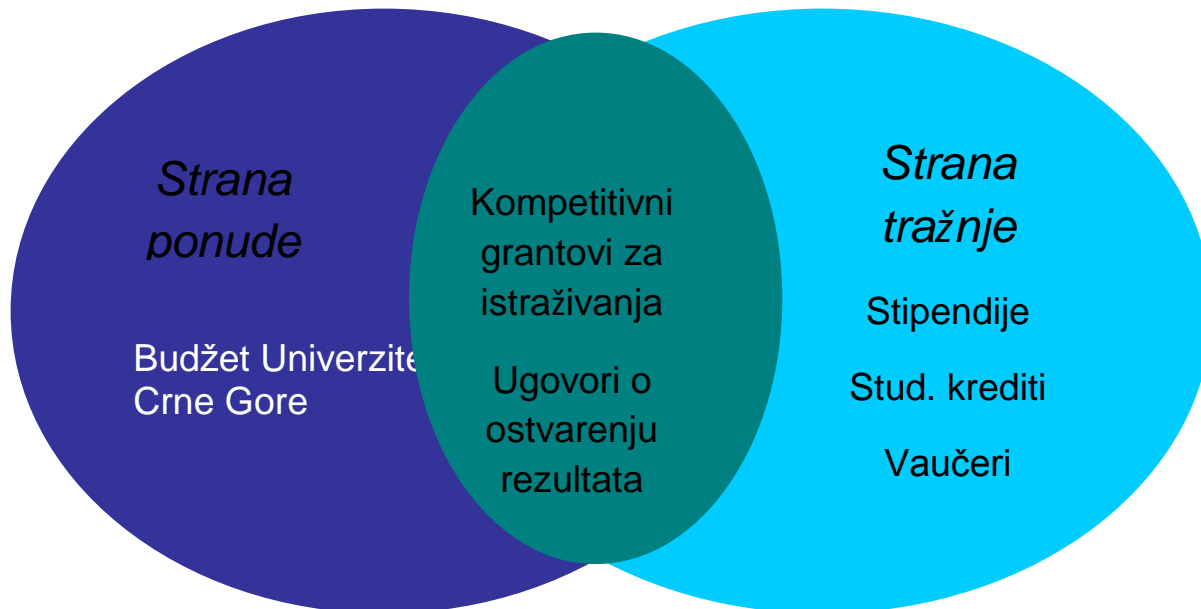 Strana
ponude
Budžet Univerzite
Crne Gore
Kompetitivni
grantovi za
istraživanja
Ugovori o
ostvarenju
rezultata
Strana
tražnje
Stipendije
Stud. krediti
Vaučeri